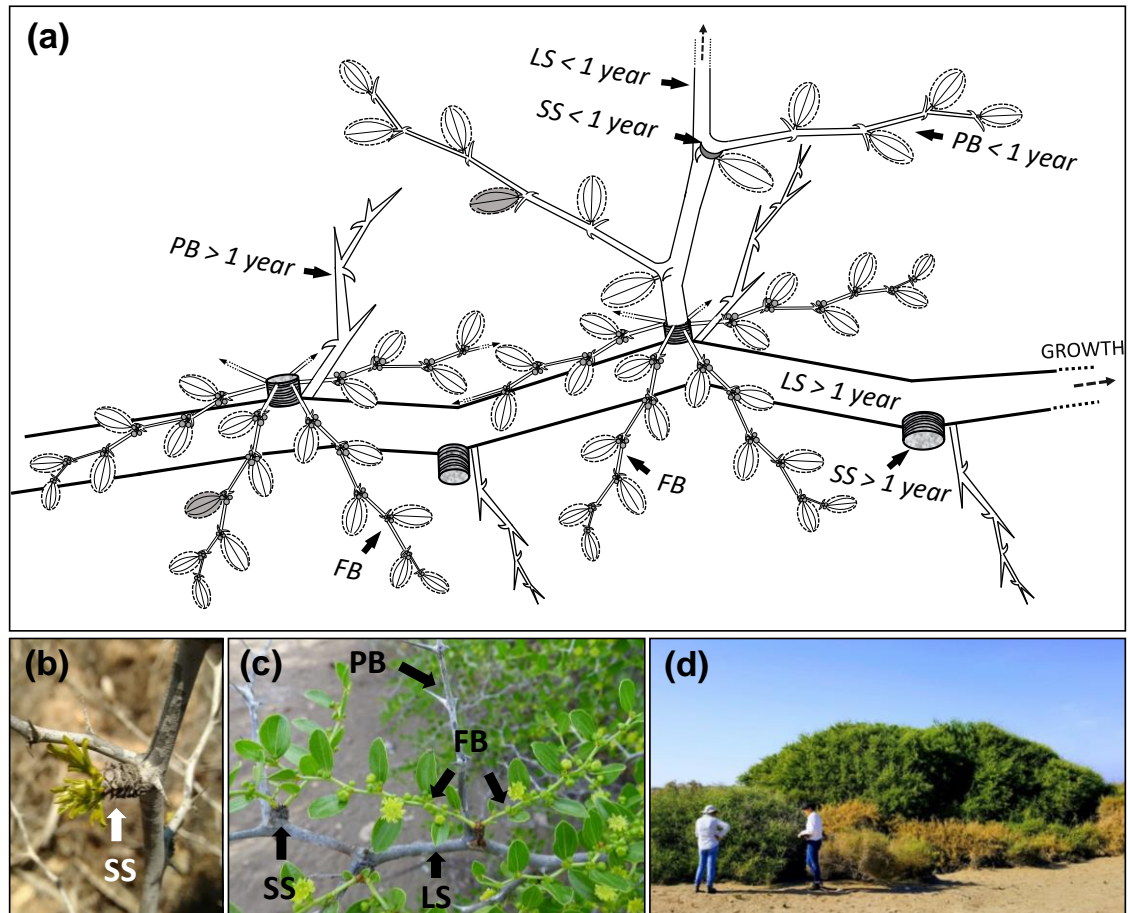 (a)
LS < 1 year
SS < 1 year
PB < 1 year
PB > 1 year
GROWTH
LS > 1 year
SS > 1 year
FB
FB
(b)
SS
(c)
PB
FB
SS
LS
(d)